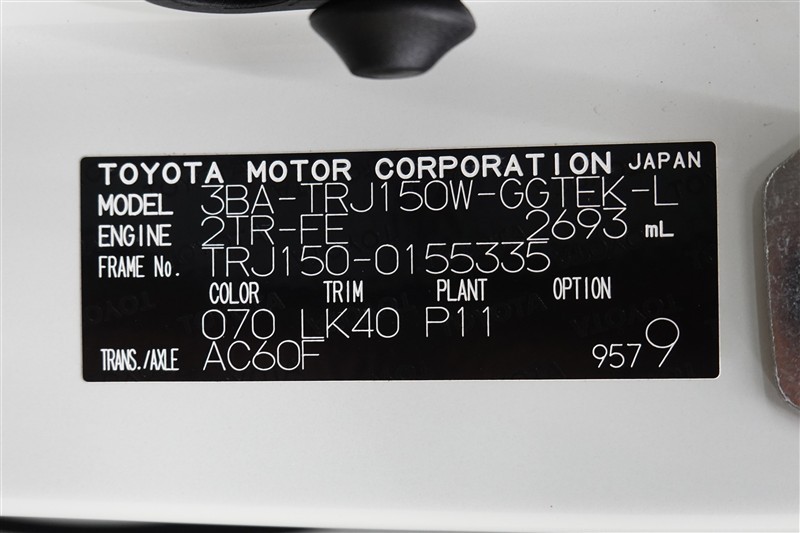 TOYOTA MOTOR CORPORATION JAPAN
MODEL 3BA-TRJ150W-GGTEK-L
ENGINE 2TR-FE 2693 mL
FRAME No. TRJ150-0155335
COLOR TRIM PLANT OPTION
070 LK40 P11
TRANS./AXLE AC60F 9579